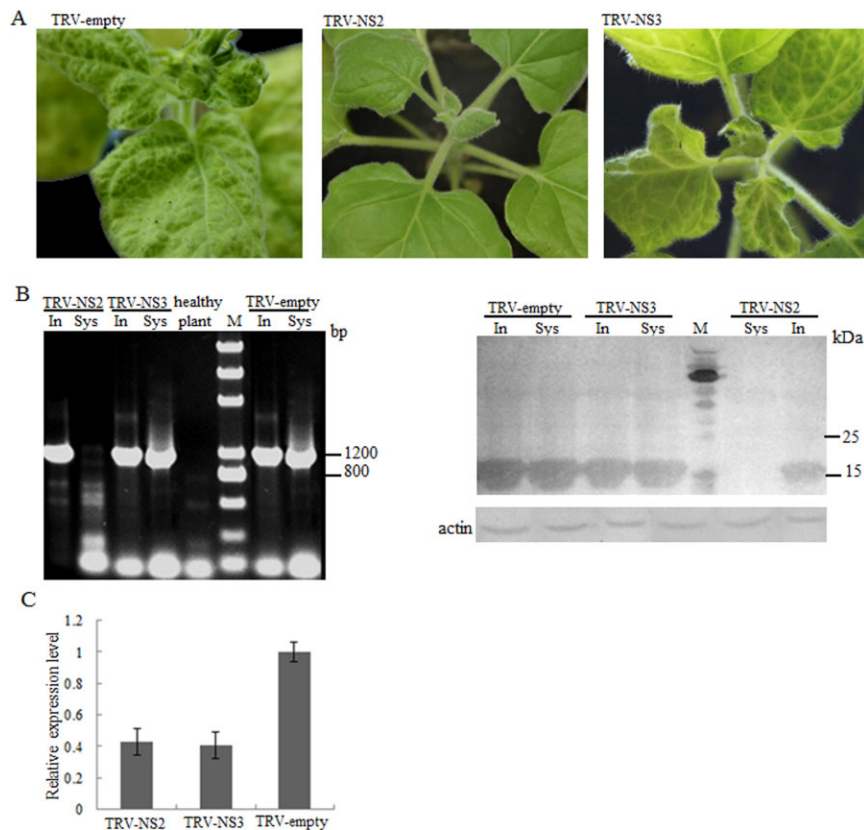 A
TRV-empty
TRV-NS2
TRV-NS3
B
TRV-NS2 TRV-NS3 healthy plant M TRV-empty
In Sys In Sys In Sys
bp
1200
800
TRV-empty TRV-NS3 M TRV-NS2
In Sys In Sys Sys In
kDa
25
15
actin
C
Relative expression level
1.2
1
0.8
0.6
0.4
0.2
0
TRV-NS2 TRV-NS3 TRV-empty